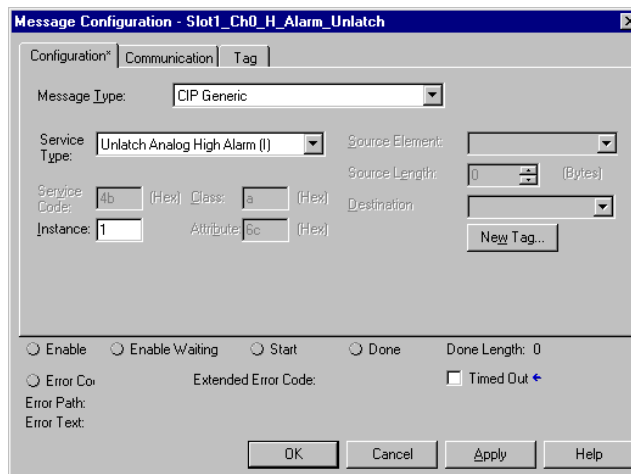 Message Configuration - Slot1_Ch0_H_Alarm_Unlatch
Configuration* Communication Tag
Message Type: CIP Generic
Service Type: Unlatch Analog High Alarm (I) Source Element:
Source Length: 0 (Bytes)
Service Code: 4b (Hex) Class: a (Hex) Destination
Instance: 1 Attribute: 6c (Hex) New Tag...
Enable Enable Waiting Start Done Done Length: 0
Error Co Extended Error Code: Timed Out
Error Path:
Error Text:
OK Cancel Apply Help